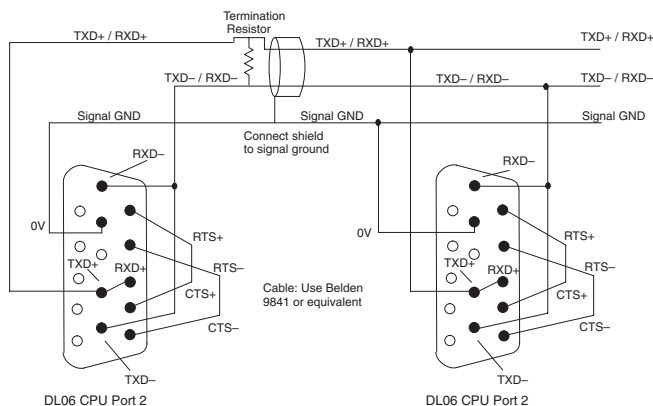 Termination
Resistor
TXD+ / RXD+
TXD+ / RXD+
TXD+ / RXD+
TXD– / RXD–
TXD– / RXD–
TXD– / RXD–
Signal GND
Signal GND
Signal GND
Connect shield
to signal ground
RXD–
RXD–
0V
0V
RTS+
RTS+
TXD+
RXD+
RTS–
TXD+
RXD+
RTS–
Cable: Use Belden
9841 or equivalent
CTS+
CTS+
CTS–
CTS–
TXD–
TXD–
DL06 CPU Port 2
DL06 CPU Port 2